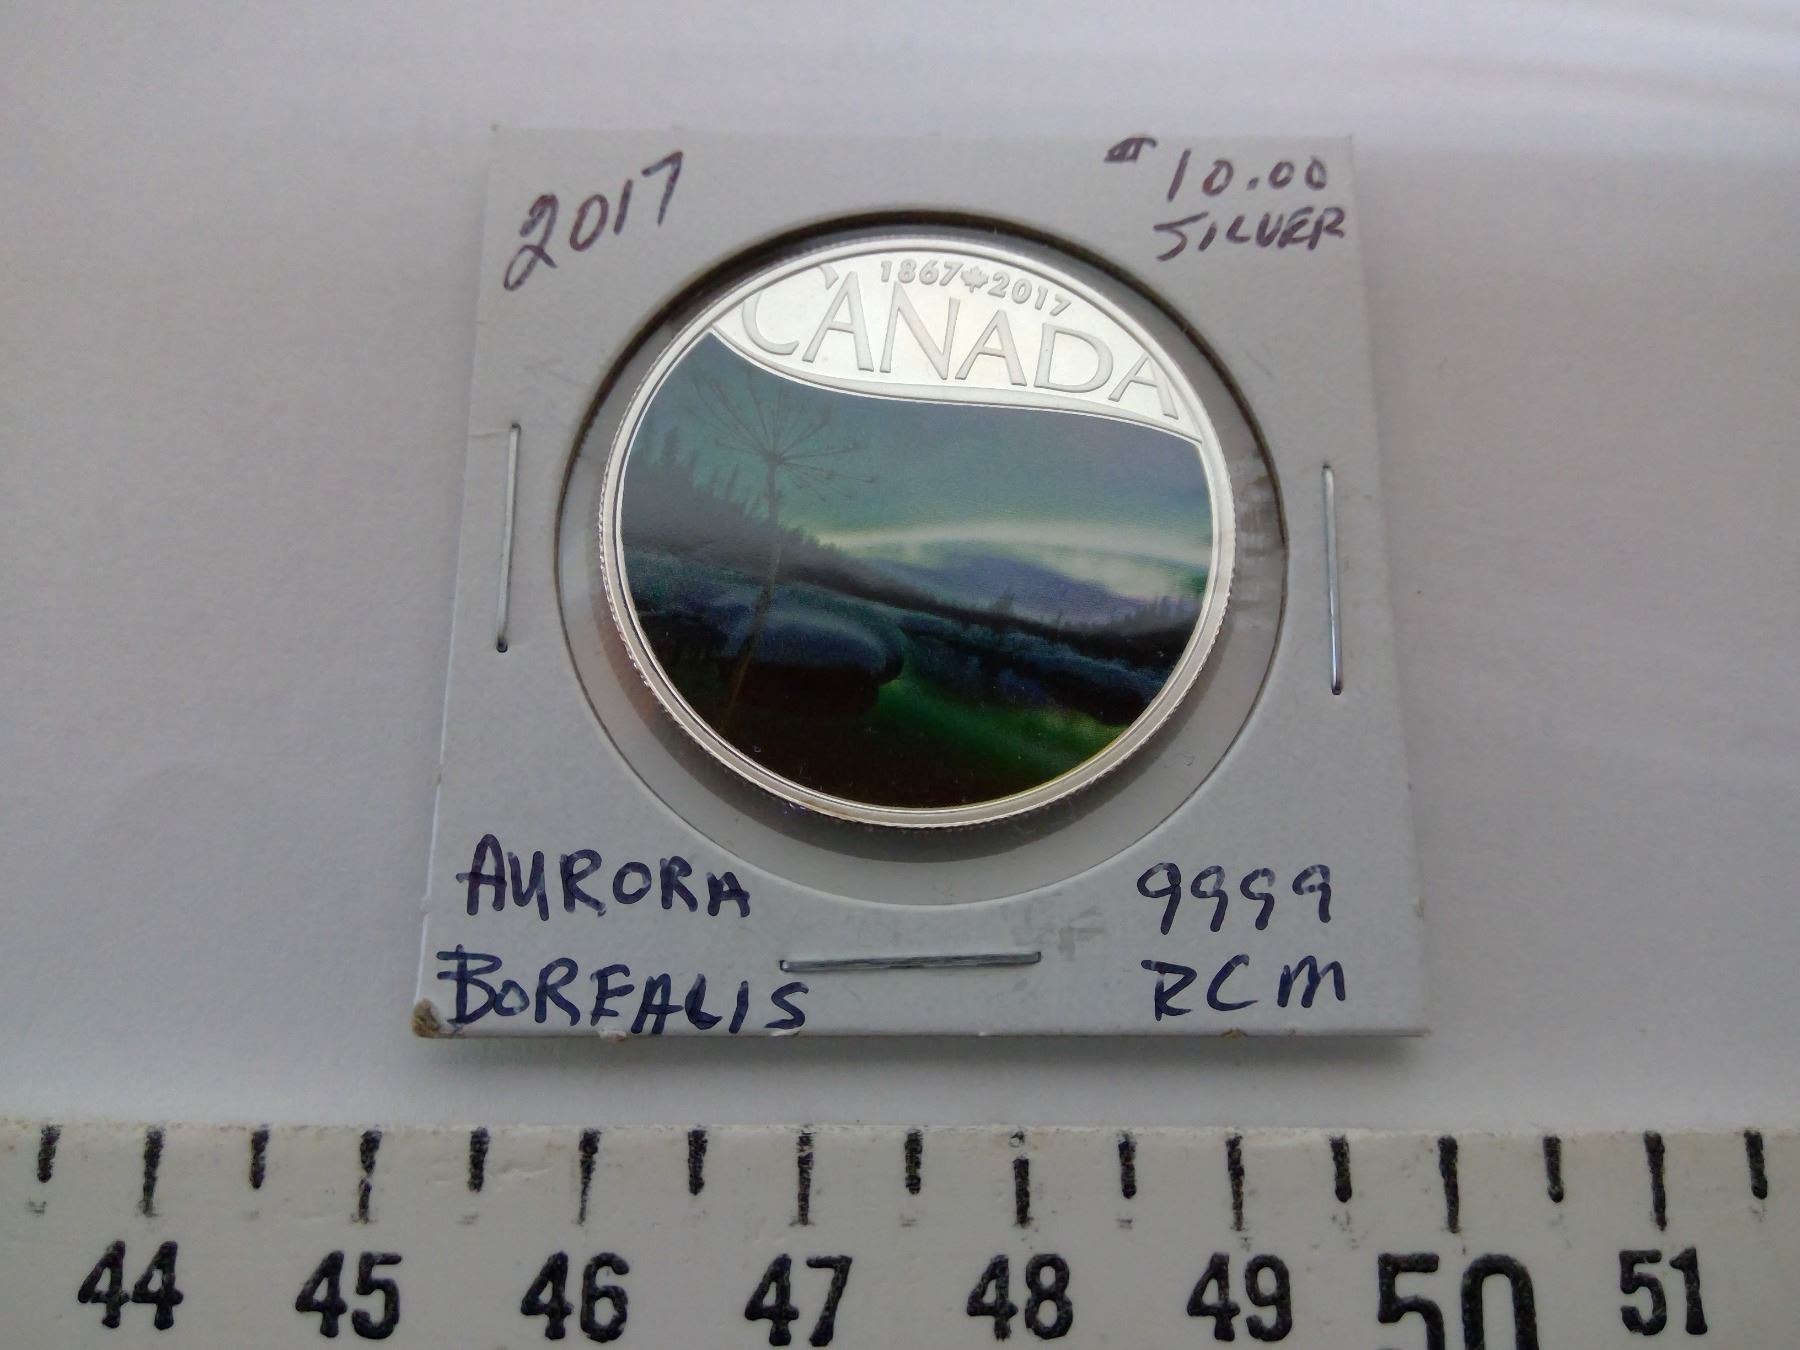 2017
$10.00
SILVER
1867 2017
CANADA
AURORA
BOREALIS
9999
RCM
44 45 46 47 48 49 50 51